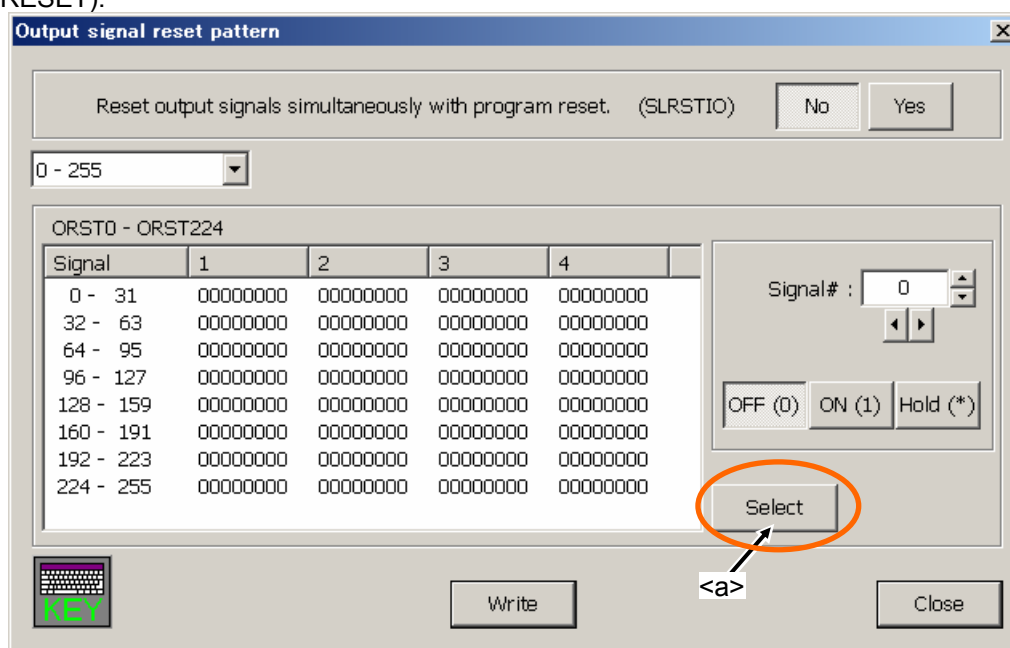 RESET).
Output signal reset pattern
Reset output signals simultaneously with program reset. (SLRSTIO) No Yes
0 - 255
ORST0 - ORST224
Signal 1 2 3 4
0 - 31 00000000 00000000 00000000 00000000
32 - 63 00000000 00000000 00000000 00000000
64 - 95 00000000 00000000 00000000 00000000
96 - 127 00000000 00000000 00000000 00000000
128 - 159 00000000 00000000 00000000 00000000
160 - 191 00000000 00000000 00000000 00000000
192 - 223 00000000 00000000 00000000 00000000
224 - 255 00000000 00000000 00000000 00000000
Signal# : 0
OFF (0) ON (1) Hold (*)
Select
<a>
KEY
Write
Close